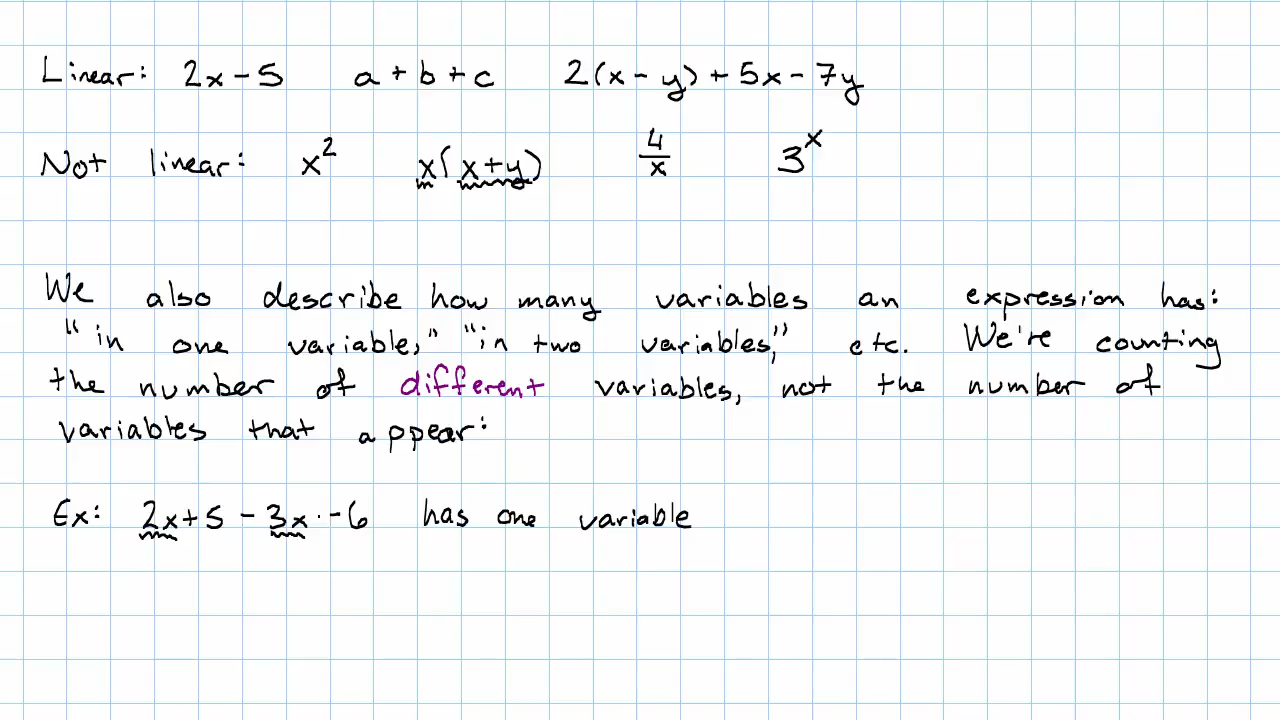 Linear: 2x - 5 a + b + c 2(x - y) + 5x - 7y
Not linear: x² x(x+y) 4/x 3^x
We also describe how many variables an expression has:
"in one variable," "in two variables," etc. We're counting
the number of different variables, not the number of
variables that appear:
Ex: 2x + 5 - 3x · - 6 has one variable